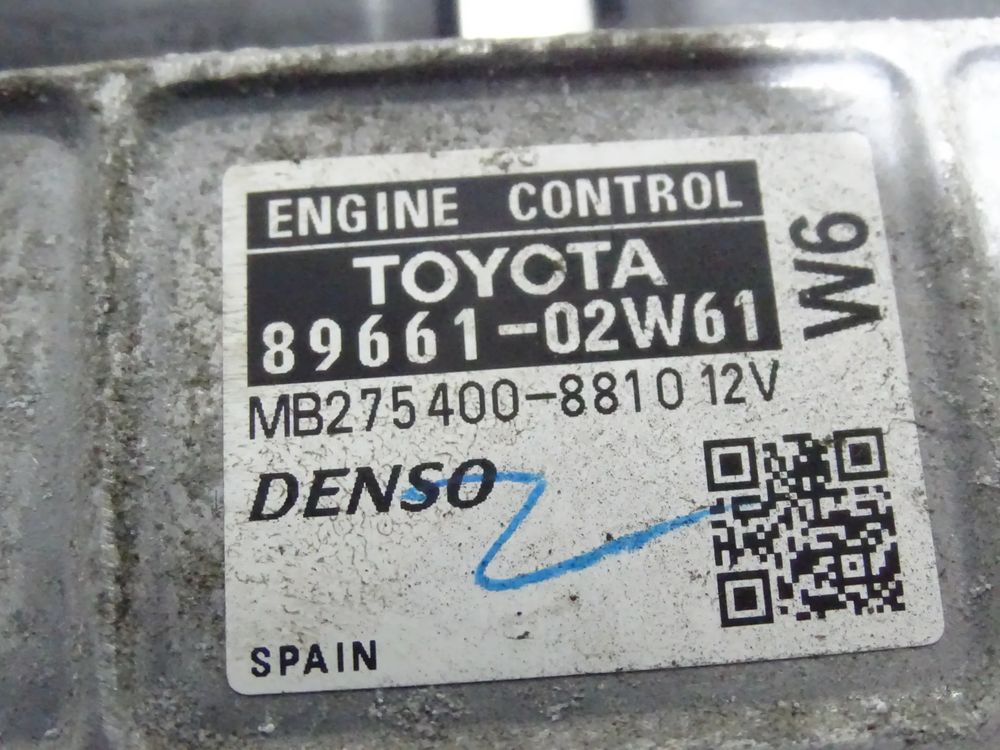 ENGINE CONTROL
TOYOTA
89661-02W61
W6
MB275400-8810 12V
DENSO
SPAIN